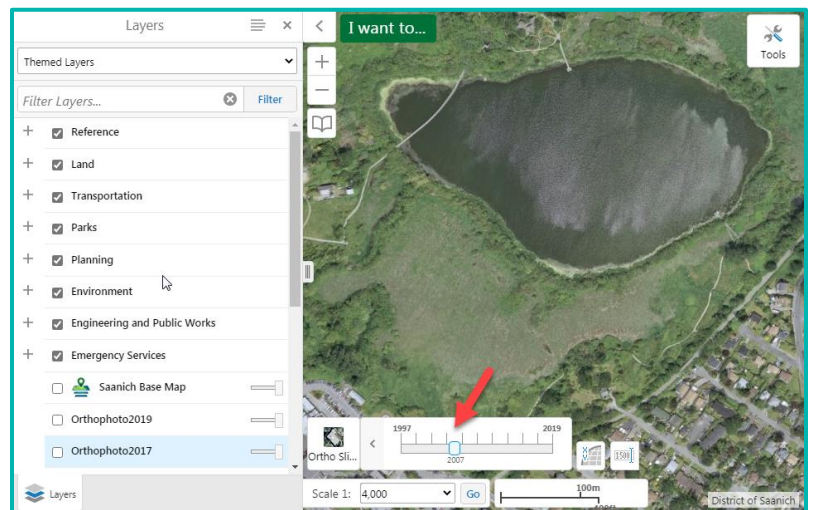 Layers
Themed Layers
Filter Layers...
Filter
Reference
Land
Transportation
Parks
Planning
Environment
Engineering and Public Works
Emergency Services
Saanich Base Map
Orthophoto2019
Orthophoto2017
Layers
I want to...
Tools
Ortho Sli...
1997
2019
2007
1500
Scale 1:
4,000
Go
100m
District of Saanich